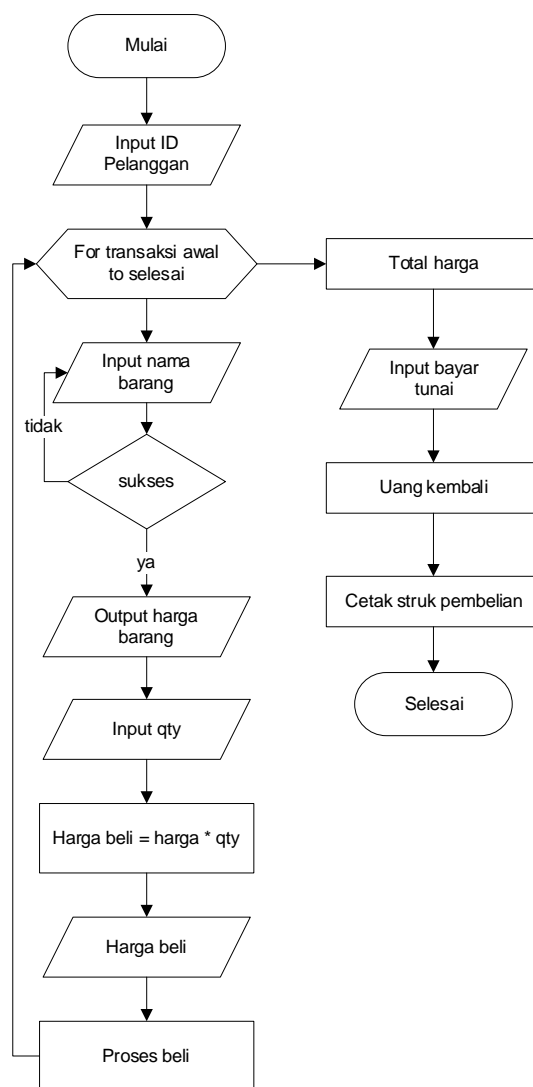 Mulai
Input ID
Pelanggan
For transaksi awal
to selesai
Input nama
barang
tidak
sukses
ya
Output harga
barang
Input qty
Harga beli = harga * qty
Harga beli
Proses beli
Total harga
Input bayar
tunai
Uang kembali
Cetak struk pembelian
Selesai